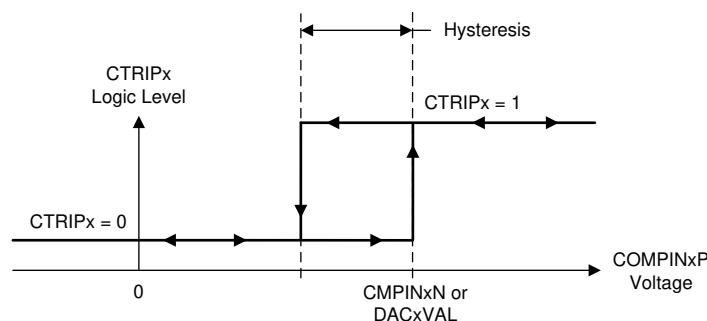 Hysteresis
CTRIPx
Logic Level
CTRIPx = 1
CTRIPx = 0
COMPINxP
Voltage
0
CMPINxN or
DACxVAL